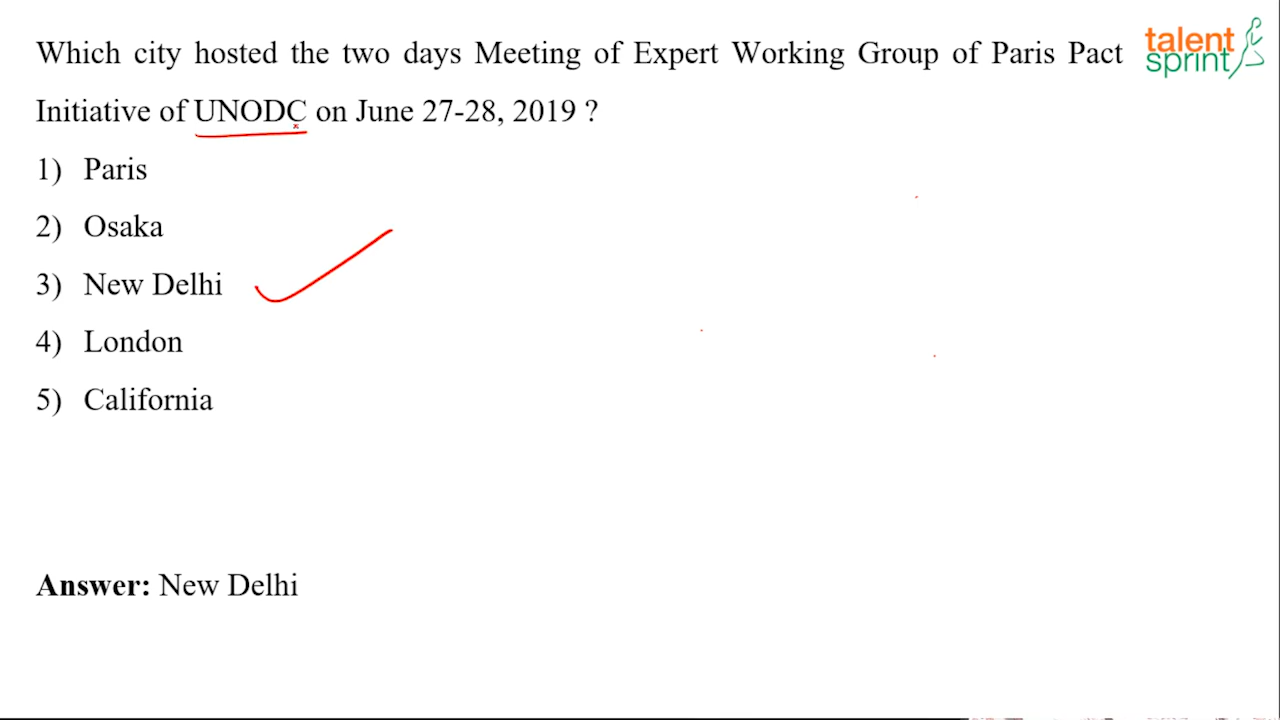 Which city hosted the two days Meeting of Expert Working Group of Paris Pact
Initiative of UNODC on June 27-28, 2019 ?
1) Paris
2) Osaka
3) New Delhi
4) London
5) California
Answer: New Delhi
talent
sprint